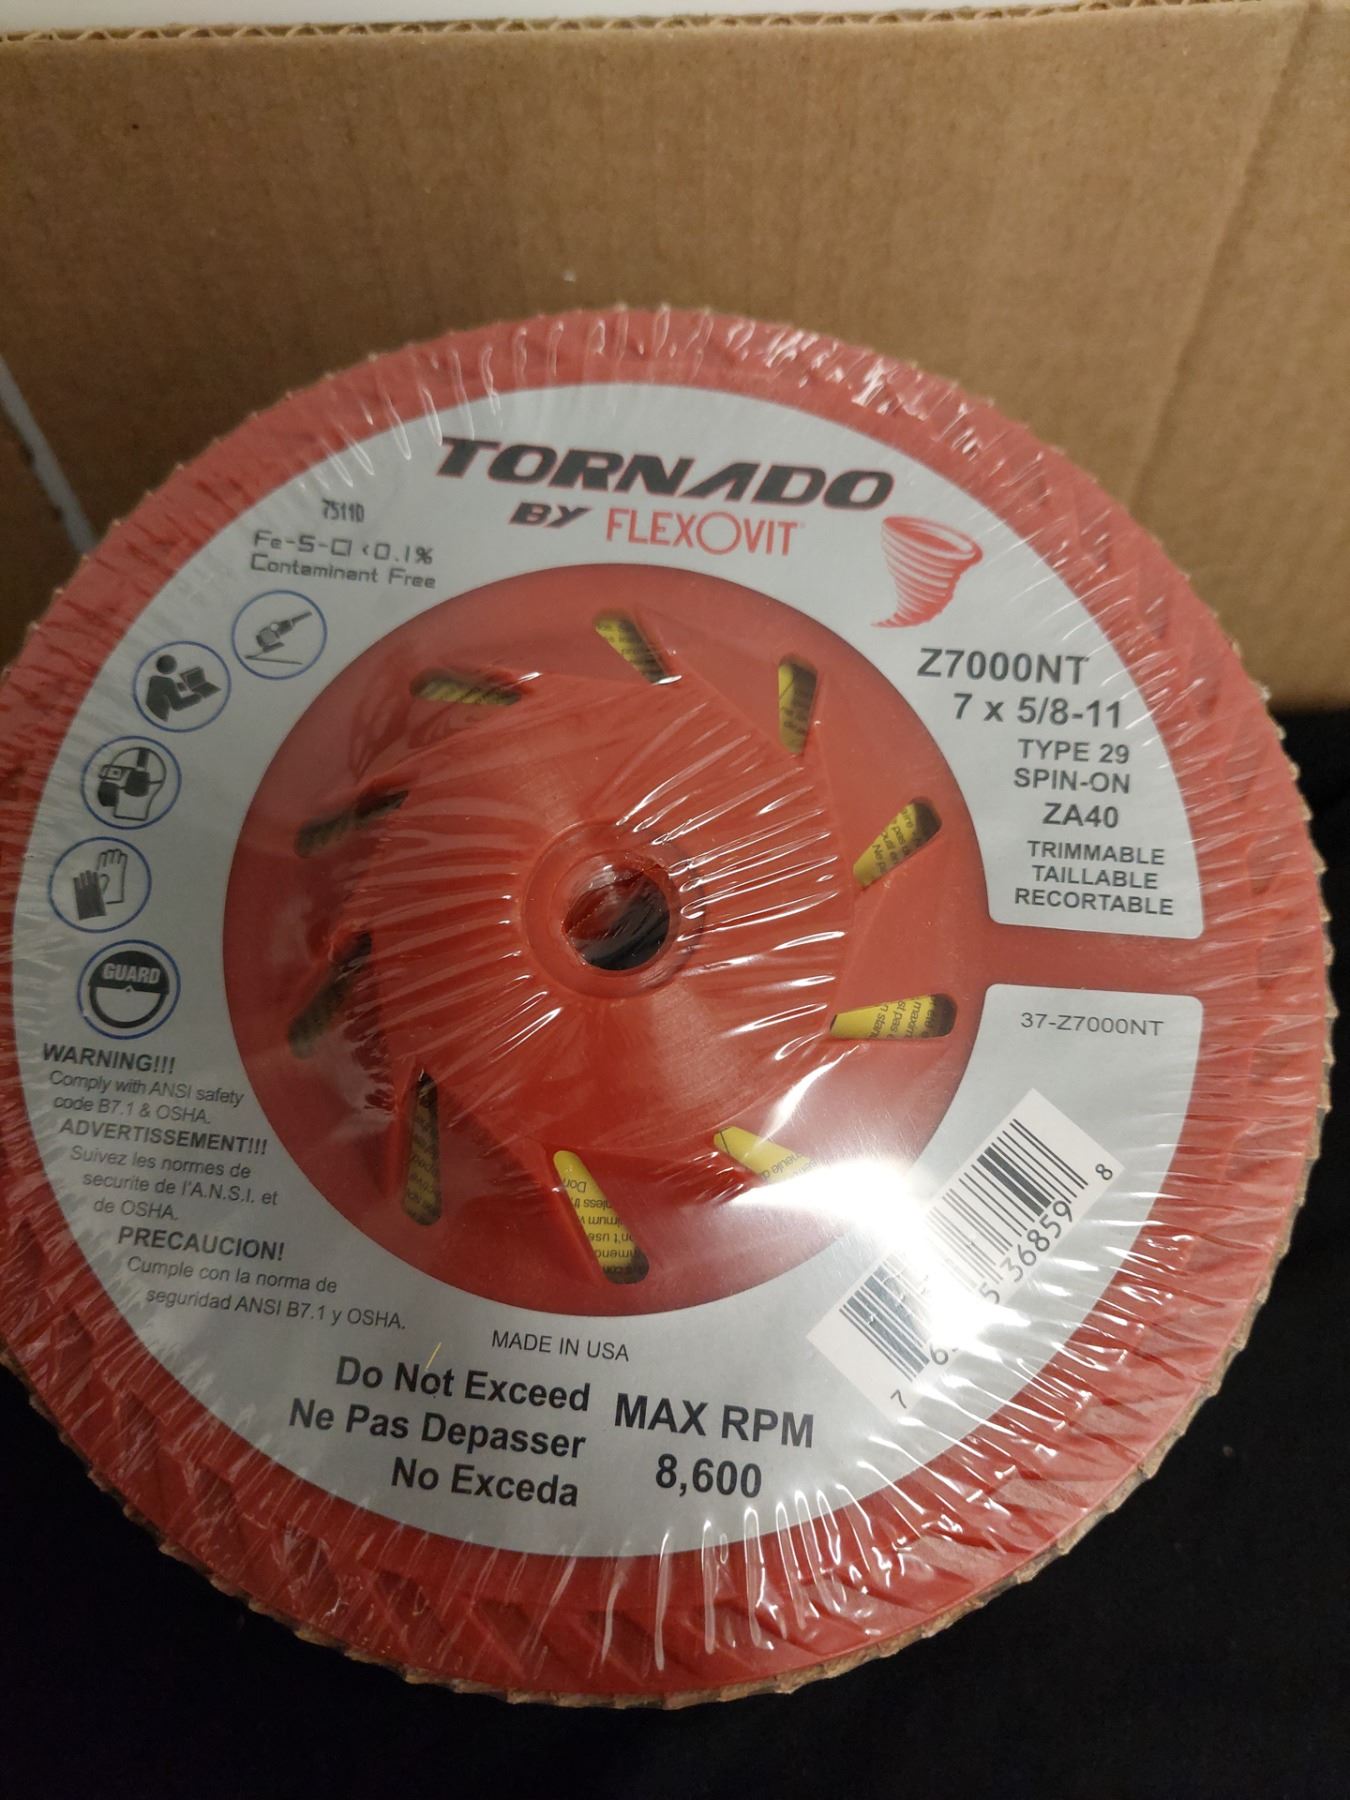 TORNADO
BY FLEXOVIT
75110
Fe-S-Cl <0.1%
Contaminant Free
Z7000NT
7 x 5/8-11
TYPE 29
SPIN-ON
ZA40
TRIMMABLE
TAILLABLE
RECORTABLE
37-Z7000NT
GUARD
WARNING!!!
Comply with ANSI safety
code B7.1 & OSHA.
ADVERTISSEMENT!!!
Suivez les normes de
securite de l'A.N.S.I. et
de OSHA.
PRECAUCION!
Cumple con la norma de
seguridad ANSI B7.1 y OSHA.
MADE IN USA
Do Not Exceed
Ne Pas Depasser
No Exceda
MAX RPM
8,600
36859 8